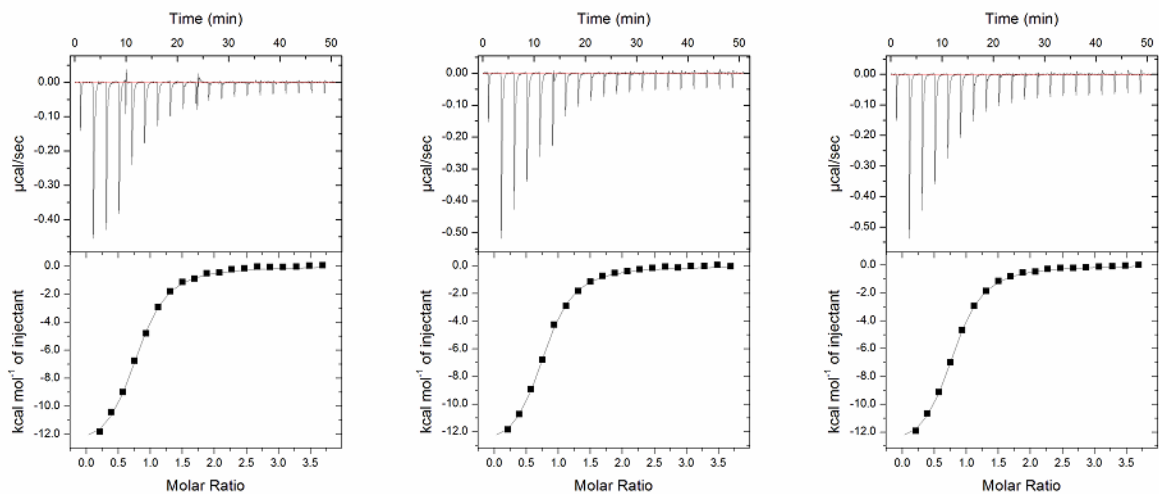 Time (min)
0 10 20 30 40 50
0.00
-0.10
-0.20
-0.30
-0.40
µcal/sec
0.0
-2.0
-4.0
-6.0
-8.0
-10.0
-12.0
kcal mol⁻¹ of injectant
0.0 0.5 1.0 1.5 2.0 2.5 3.0 3.5
Molar Ratio
Time (min)
0 10 20 30 40 50
0.00
-0.10
-0.20
-0.30
-0.40
-0.50
µcal/sec
0.0
-2.0
-4.0
-6.0
-8.0
-10.0
-12.0
kcal mol⁻¹ of injectant
0.0 0.5 1.0 1.5 2.0 2.5 3.0 3.5
Molar Ratio
Time (min)
0 10 20 30 40 50
0.00
-0.10
-0.20
-0.30
-0.40
-0.50
µcal/sec
0.0
-2.0
-4.0
-6.0
-8.0
-10.0
-12.0
kcal mol⁻¹ of injectant
0.0 0.5 1.0 1.5 2.0 2.5 3.0 3.5
Molar Ratio